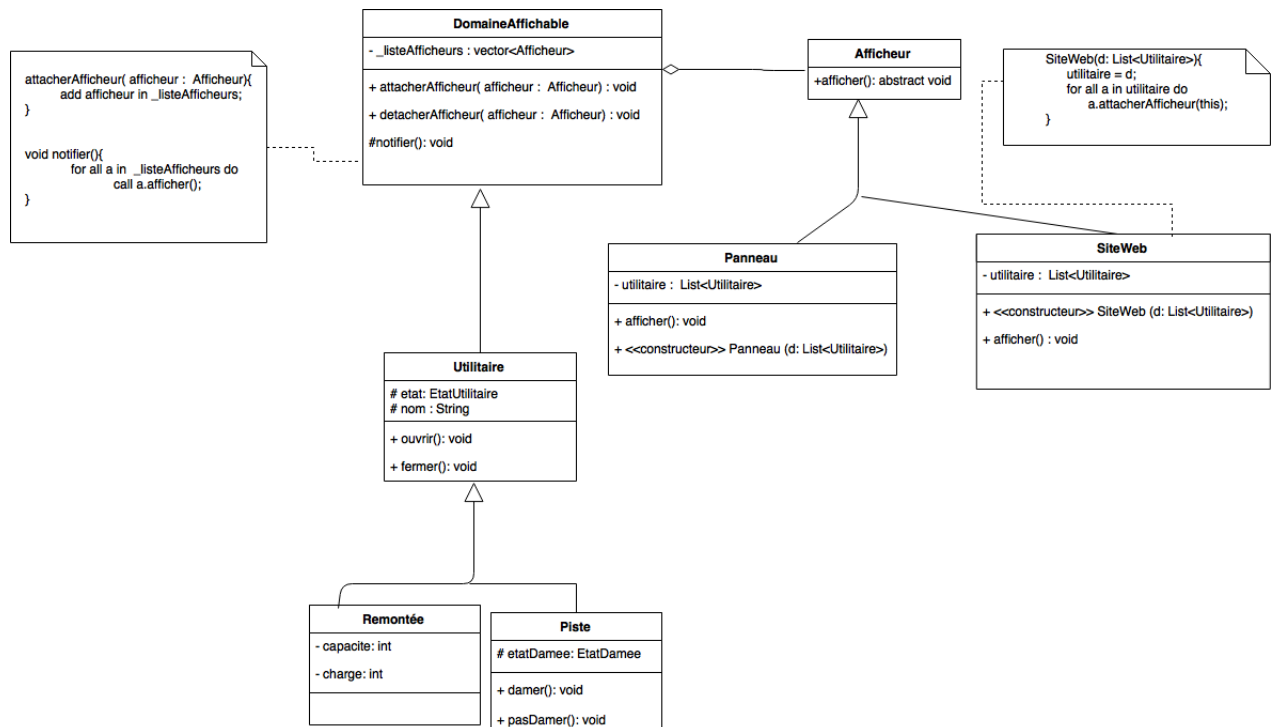 attacherAfficheur( afficheur :  Afficheur){
add afficheur in _listeAfficheurs;
}
void notifier(){
for all a in  _listeAfficheurs do
call a.afficher();
}
DomaineAffichable
- _listeAfficheurs : vector<Afficheur>
+ attacherAfficheur( afficheur :  Afficheur) : void
+ detacherAfficheur( afficheur :  Afficheur) : void
#notifier(): void
Afficheur
+afficher(): abstract void
SiteWeb(d: List<Utilitaire>){
utilitaire = d;
for all a in utilitaire do
a.attacherAfficheur(this);
}
Panneau
- utilitaire :  List<Utilitaire>
+ afficher(): void
+ <<constructeur>> Panneau (d: List<Utilitaire>)
SiteWeb
- utilitaire :  List<Utilitaire>
+ <<constructeur>> SiteWeb (d: List<Utilitaire>)
+ afficher() : void
Utilitaire
# etat: EtatUtilitaire
# nom : String
+ ouvrir(): void
+ fermer(): void
Remontée
- capacite: int
- charge: int
Piste
# etatDamee: EtatDamee
+ damer(): void
+ pasDamer(): void